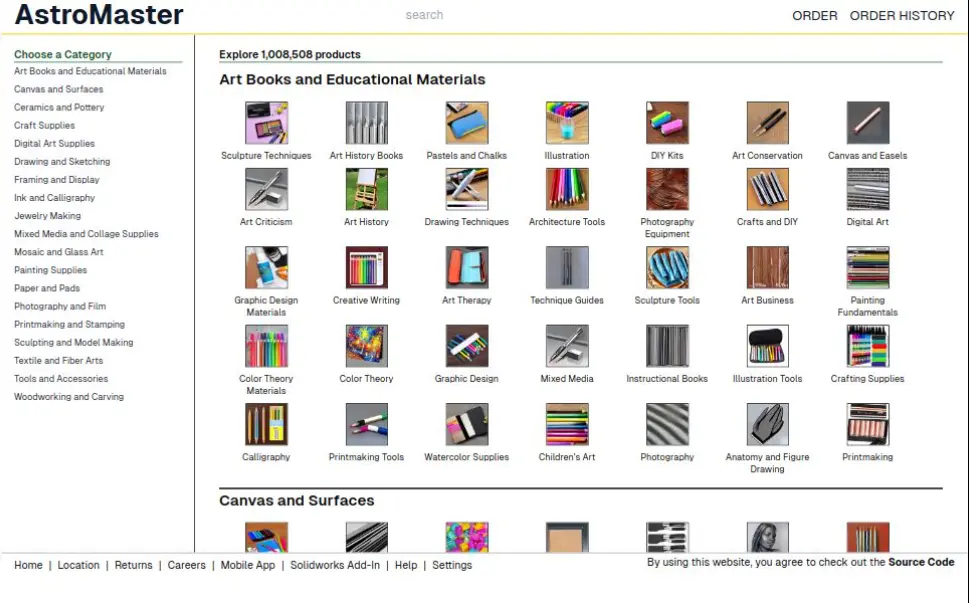 AstroMaster
search
ORDER ORDER HISTORY
Choose a Category
Art Books and Educational Materials
Canvas and Surfaces
Ceramics and Pottery
Craft Supplies
Digital Art Supplies
Drawing and Sketching
Framing and Display
Ink and Calligraphy
Jewelry Making
Mixed Media and Collage Supplies
Mosaic and Glass Art
Painting Supplies
Paper and Pads
Photography and Film
Printmaking and Stamping
Sculpting and Model Making
Textile and Fiber Arts
Tools and Accessories
Woodworking and Carving
Explore 1,008,508 products
Art Books and Educational Materials
Sculpture Techniques
Art History Books
Pastels and Chalks
Illustration
DIY Kits
Art Conservation
Canvas and Easels
Art Criticism
Art History
Drawing Techniques
Architecture Tools
Photography
Equipment
Crafts and DIY
Digital Art
Graphic Design
Materials
Creative Writing
Art Therapy
Technique Guides
Sculpture Tools
Art Business
Painting
Fundamentals
Color Theory
Materials
Color Theory
Graphic Design
Mixed Media
Instructional Books
Illustration Tools
Crafting Supplies
Calligraphy
Printmaking Tools
Watercolor Supplies
Children's Art
Photography
Anatomy and Figure
Drawing
Printmaking
Canvas and Surfaces
Home | Location | Returns | Careers | Mobile App | Solidworks Add-In | Help | Settings
By using this website, you agree to check out the Source Code